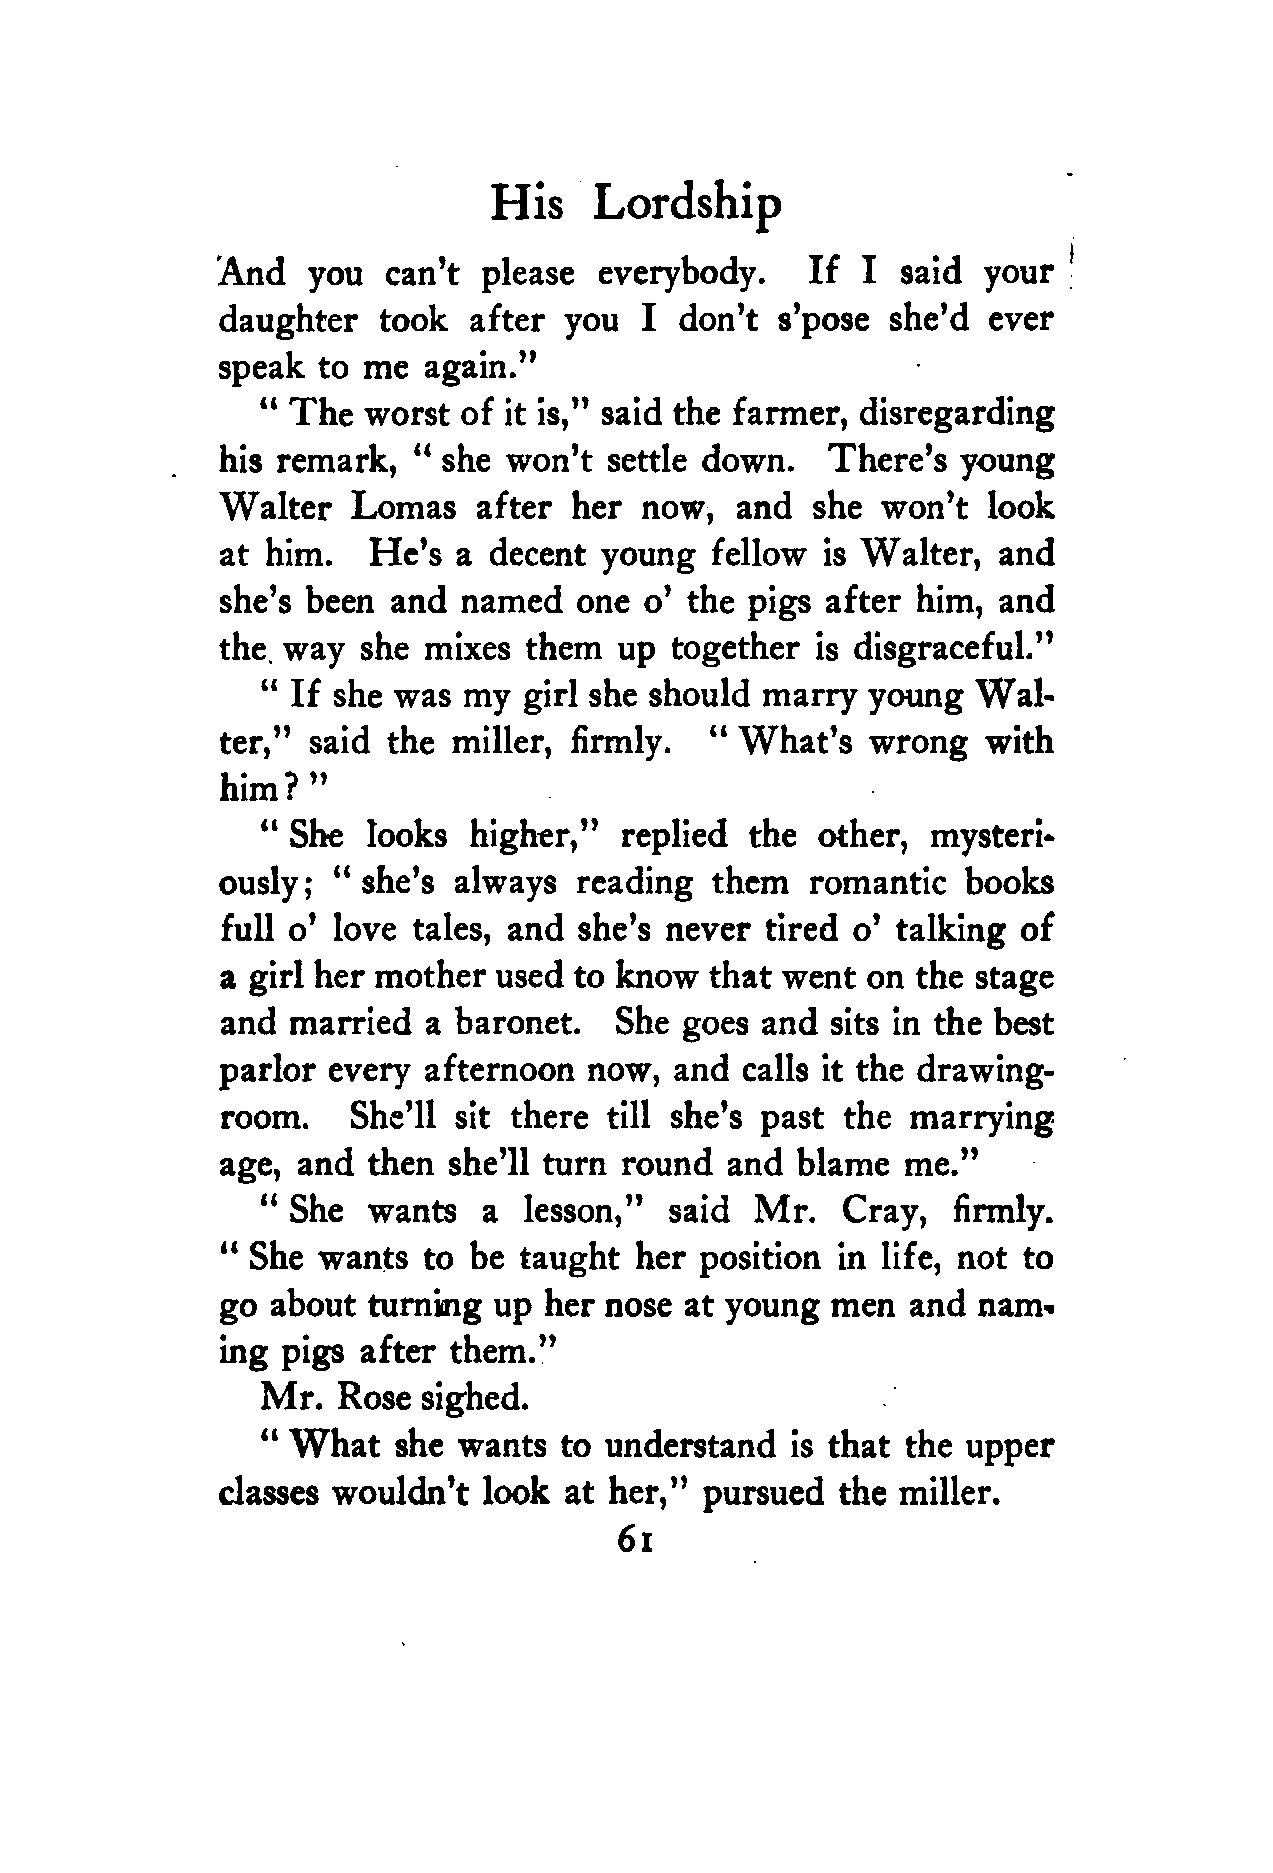 His Lordship
And you can't please everybody. If I said your
daughter took after you I don't s'pose she'd ever
speak to me again."
" The worst of it is," said the farmer, disregarding
his remark, " she won't settle down. There's young
Walter Lomas after her now, and she won't look
at him. He's a decent young fellow is Walter, and
she's been and named one o' the pigs after him, and
the way she mixes them up together is disgraceful."
" If she was my girl she should marry young Wal-
ter," said the miller, firmly. " What's wrong with
him? "
" She looks higher," replied the other, mysteri-
ously; " she's always reading them romantic books
full o' love tales, and she's never tired o' talking of
a girl her mother used to know that went on the stage
and married a baronet. She goes and sits in the best
parlor every afternoon now, and calls it the drawing-
room. She'll sit there till she's past the marrying
age, and then she'll turn round and blame me."
" She wants a lesson," said Mr. Cray, firmly.
" She wants to be taught her position in life, not to
go about turning up her nose at young men and nam-
ing pigs after them."
Mr. Rose sighed.
" What she wants to understand is that the upper
classes wouldn't look at her," pursued the miller.
61